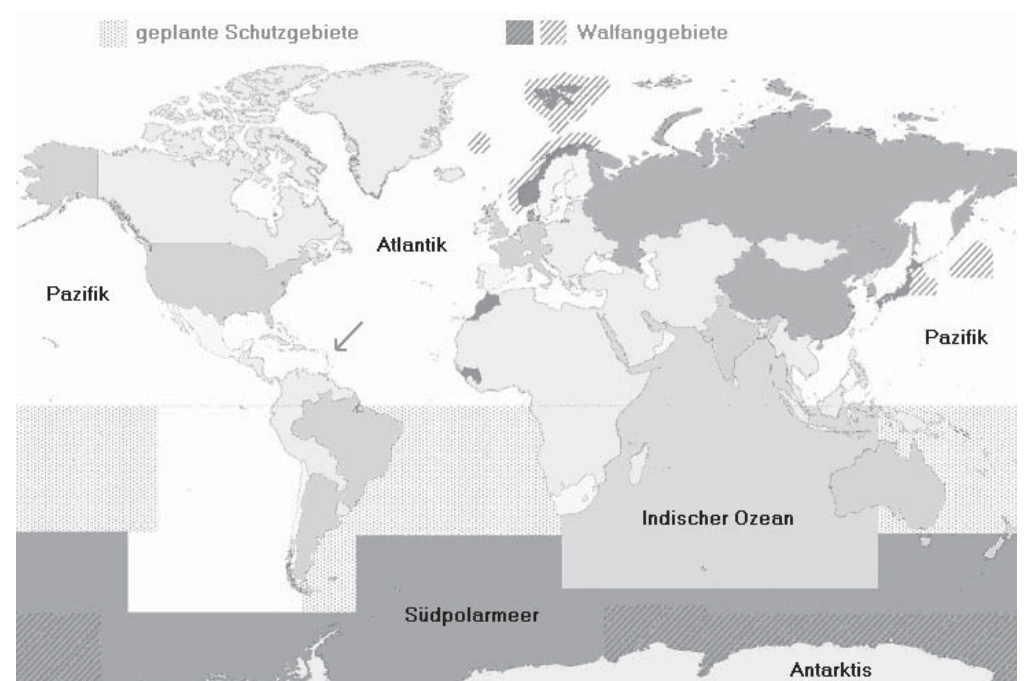 geplante Schutzgebiete
Walfanggebiete
Atlantik
Pazifik
Pazifik
Indischer Ozean
Südpolarmeer
Antarktis